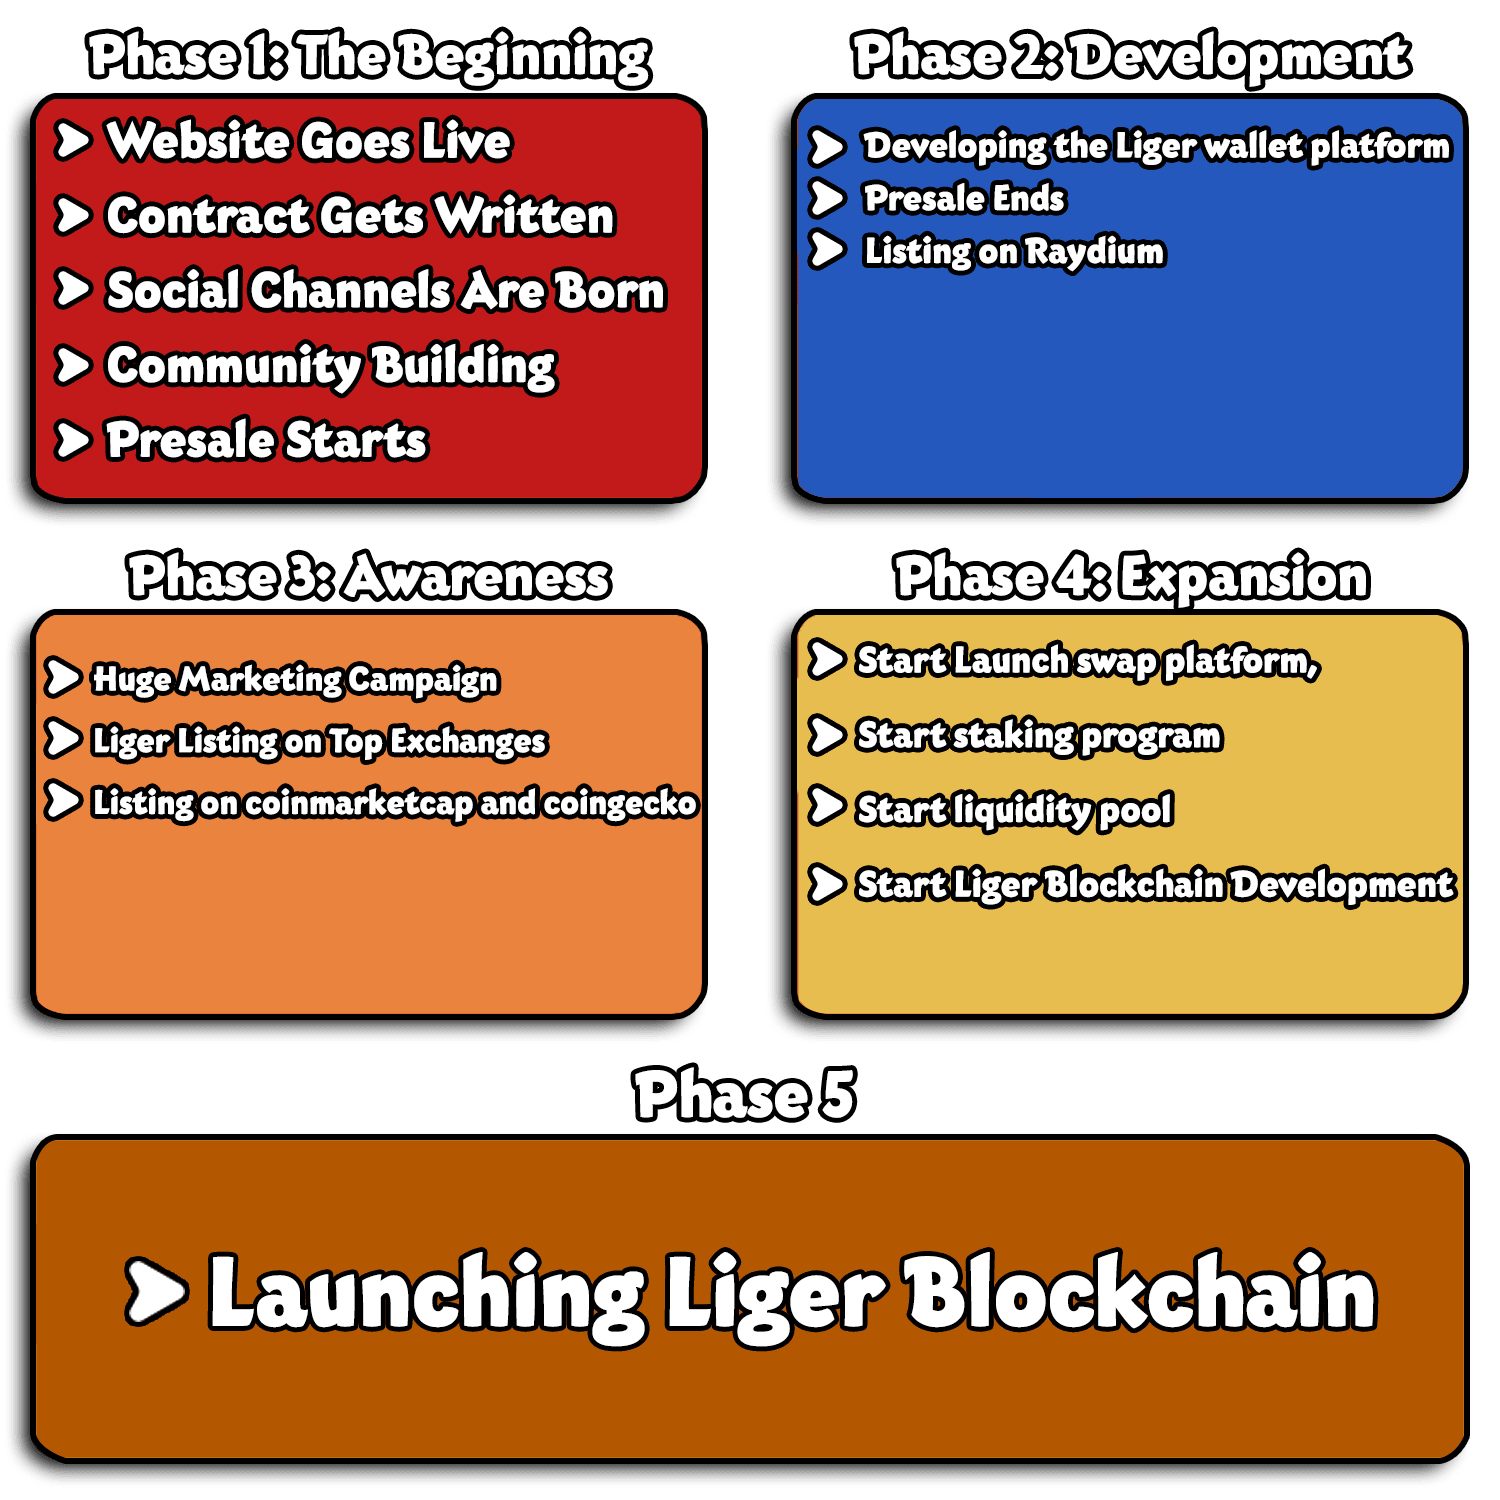 Phase 1: The Beginning
Website Goes Live
Contract Gets Written
Social Channels Are Born
Community Building
Presale Starts
Phase 2: Development
Developing the Liger wallet platform
Presale Ends
Listing on Raydium
Phase 3: Awareness
Huge Marketing Campaign
Liger Listing on Top Exchanges
Listing on coinmarketcap and coingecko
Phase 4: Expansion
Start Launch swap platform,
Start staking program
Start liquidity pool
Start Liger Blockchain Development
Phase 5
Launching Liger Blockchain